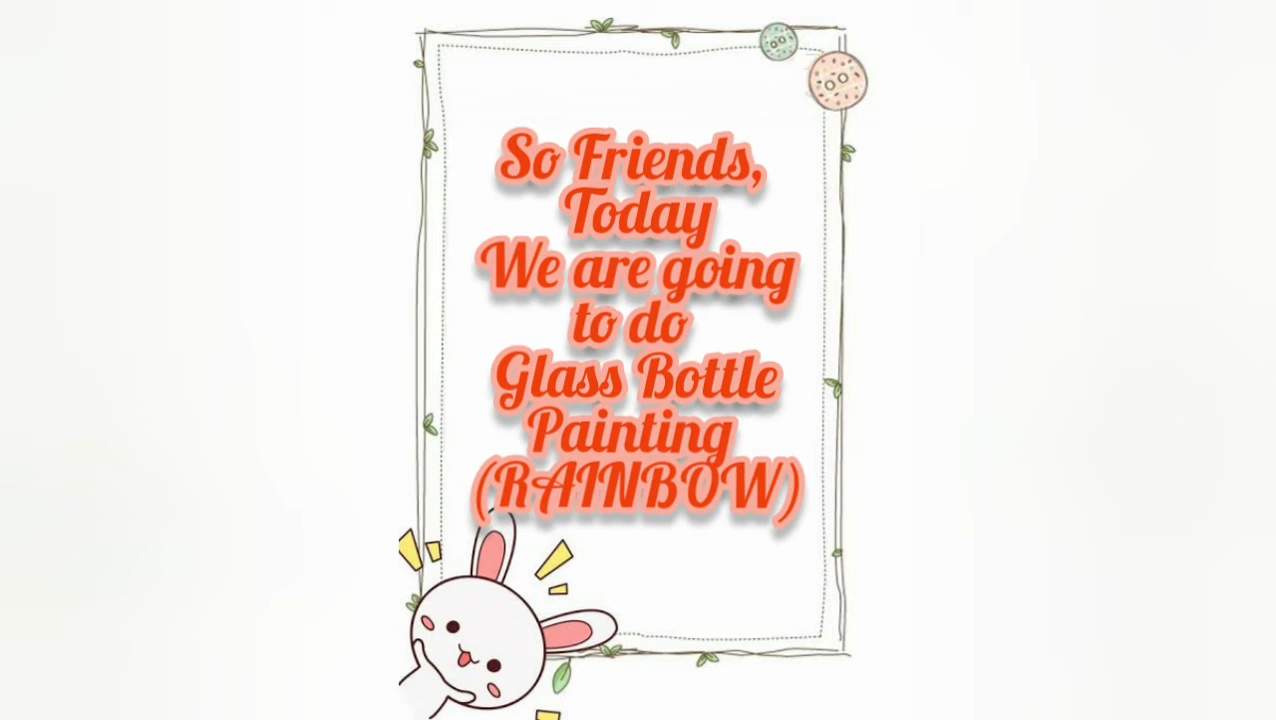 So Friends,
Today
We are going
to do
Glass Bottle
Painting
(RAINBOW)